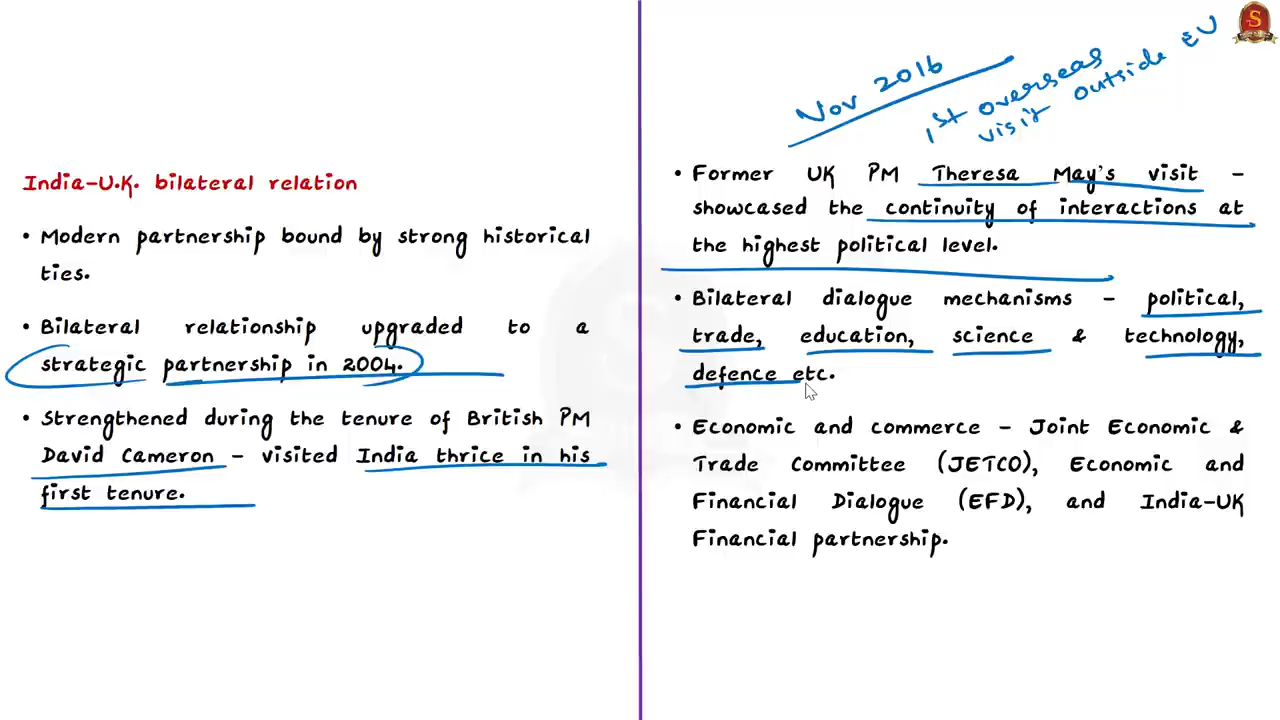 India-U.K. bilateral relation
• Modern partnership bound by strong historical
ties.
• Bilateral relationship upgraded to a
strategic partnership in 2004.
• Strengthened during the tenure of British PM
David Cameron - visited India thrice in his
first tenure.
Nov 2016
1st overseas
visit outside EU
S
• Former UK PM Theresa May's visit -
showcased the continuity of interactions at
the highest political level.
• Bilateral dialogue mechanisms - political,
trade, education, science & technology,
defence etc.
• Economic and commerce - Joint Economic &
Trade Committee (JETCO), Economic and
Financial Dialogue (EFD), and India-UK
Financial partnership.